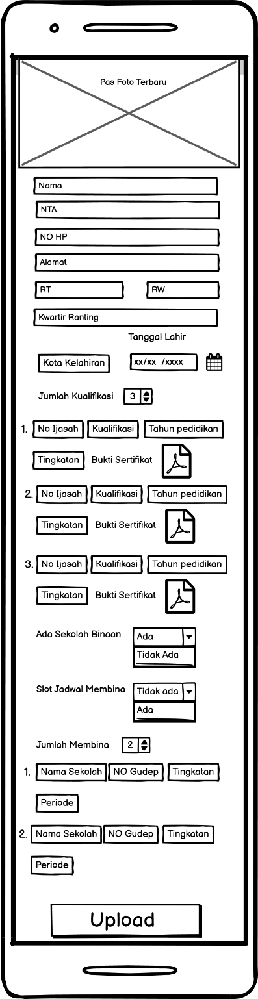 Pas Foto Terbaru
Nama
NTA
NO HP
Alamat
RT RW
Kwartir Ranting
Tanggal Lahir
Kota Kelahiran xx/xx /xxxx
Jumlah Kualifikasi 3
1. No Ijasah Kualifikasi Tahun pedidikan
Tingkatan Bukti Sertifikat
2. No Ijasah Kualifikasi Tahun pedidikan
Tingkatan Bukti Sertifikat
3. No Ijasah Kualifikasi Tahun pedidikan
Tingkatan Bukti Sertifikat
Ada Sekolah Binaan Ada
Tidak Ada
Slot Jadwal Membina Tidak ada
Ada
Jumlah Membina 2
1. Nama Sekolah NO Gudep Tingkatan
Periode
2. Nama Sekolah NO Gudep Tingkatan
Periode
Upload